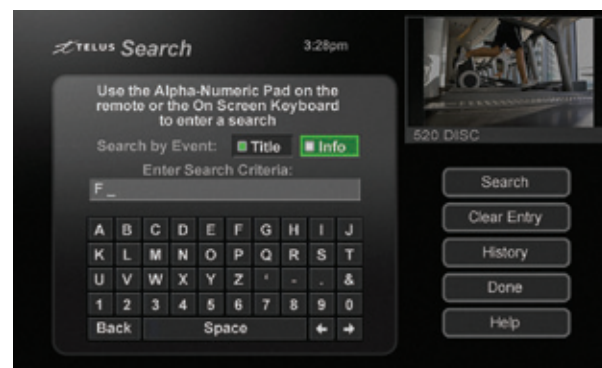 TELUS Search 3:28pm
Use the Alpha-Numeric Pad on the
remote or the On Screen Keyboard
to enter a search
Search by Event: Title Info
Enter Search Criteria:
F_
A B C D E F G H I J
K L M N O P Q R S T
U V W X Y Z ' - . &
1 2 3 4 5 6 7 8 9 0
Back Space ← →
520 DISC
Search
Clear Entry
History
Done
Help